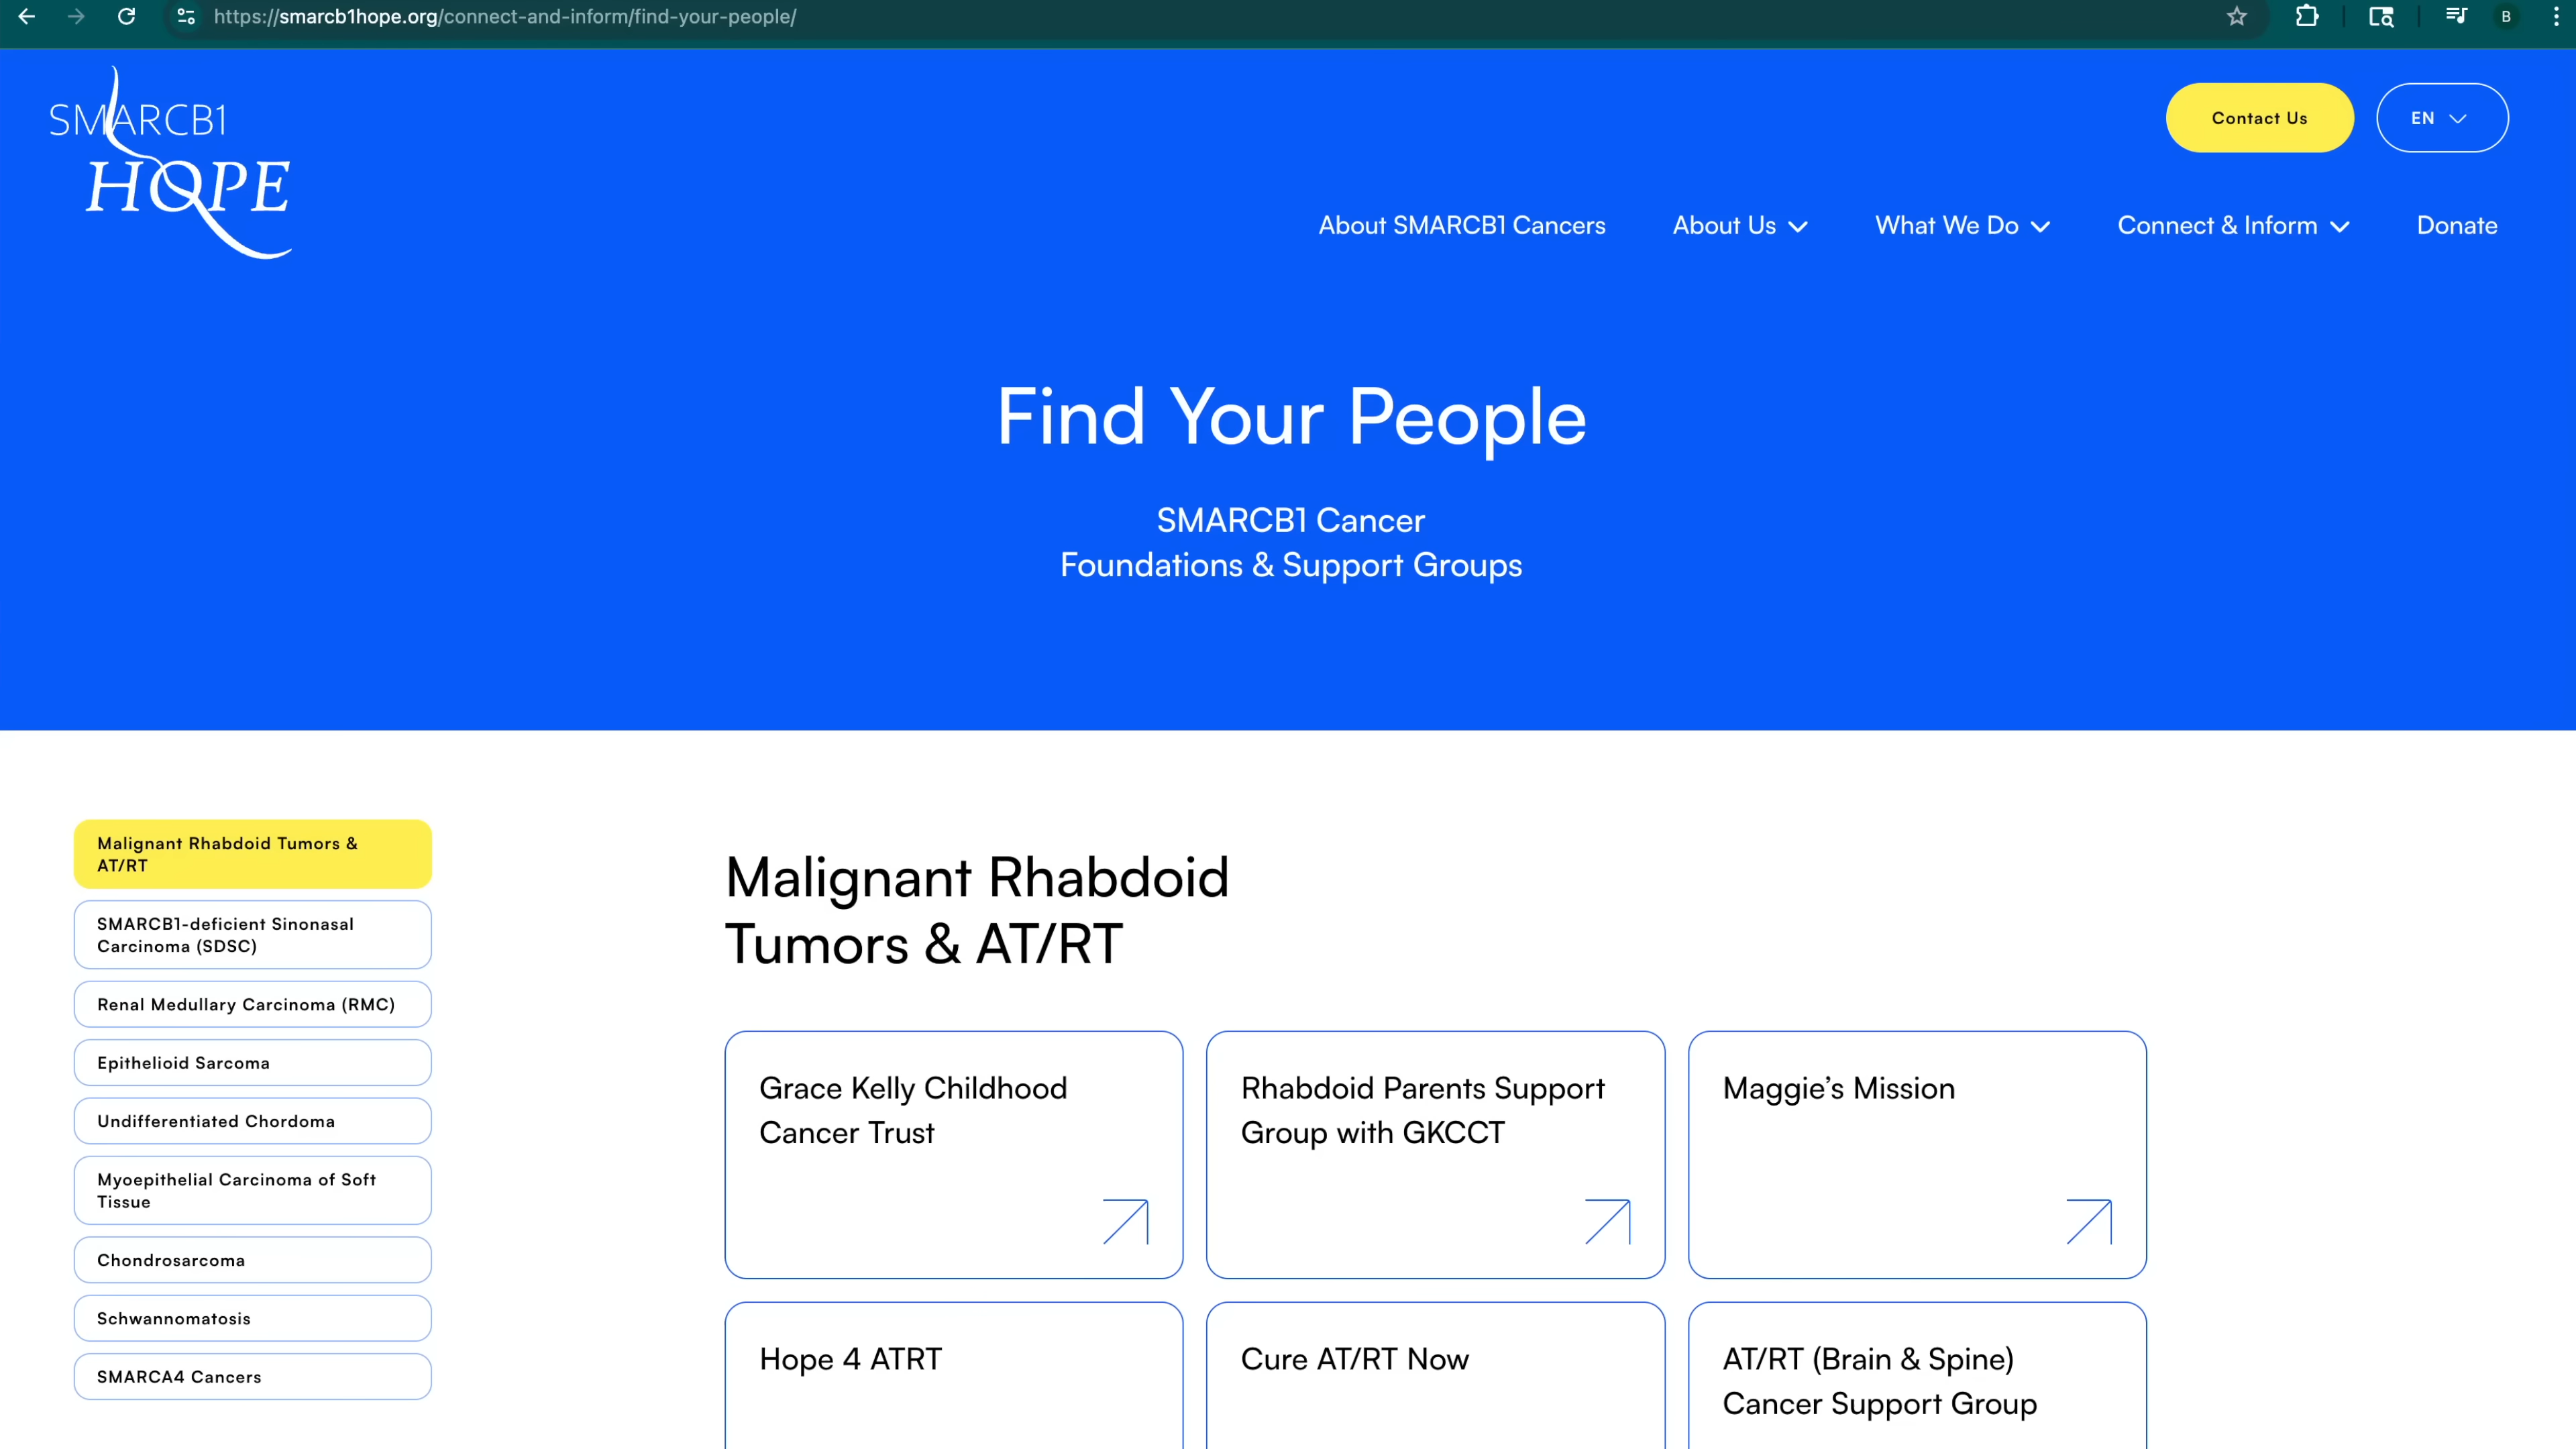 https://smarcb1hope.org/connect-and-inform/find-your-people/
B
SMARCB1
HOPE
Contact Us
EN
About SMARCB1 Cancers
About Us
What We Do
Connect & Inform
Donate
Find Your People
SMARCB1 Cancer
Foundations & Support Groups
Malignant Rhabdoid Tumors &
AT/RT
SMARCB1-deficient Sinonasal
Carcinoma (SDSC)
Renal Medullary Carcinoma (RMC)
Epithelioid Sarcoma
Undifferentiated Chordoma
Myoepithelial Carcinoma of Soft
Tissue
Chondrosarcoma
Schwannomatosis
SMARCA4 Cancers
Malignant Rhabdoid
Tumors & AT/RT
Grace Kelly Childhood
Cancer Trust
Rhabdoid Parents Support
Group with GKCCT
Maggie’s Mission
Hope 4 ATRT
Cure AT/RT Now
AT/RT (Brain & Spine)
Cancer Support Group